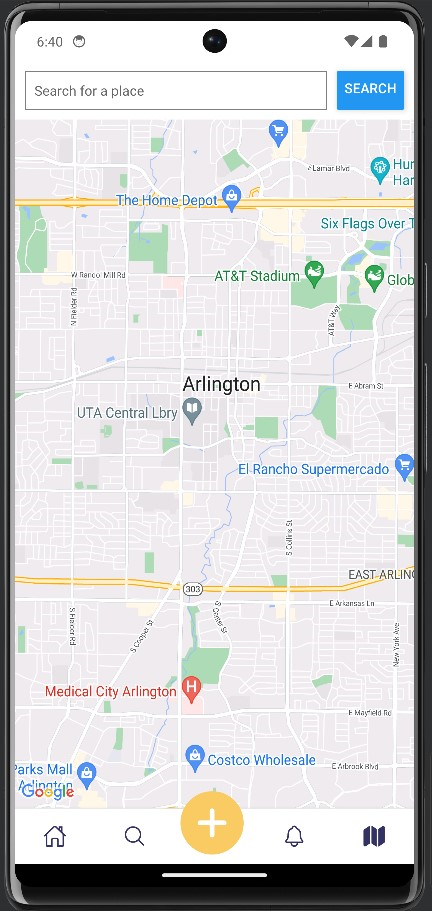 6:40
Search for a place
SEARCH
Lamar Blvd
Hur
Har
The Home Depot
Six Flags Over T
W Randol Mill Rd
AT&T Stadium
Glob
N Fielder Rd
AT&T Way
Arlington
E Abram St
UTA Central Lbry
El Rancho Supermercado
S Collins St
EAST ARLING
303
E Arkansas Ln
S Fielder Rd
S Cooper St
S Center St
New York Ave
Medical City Arlington
H
E Mayfield Rd
Costco Wholesale
Parks Mall
Arlington
E Arbrook Blvd
Google